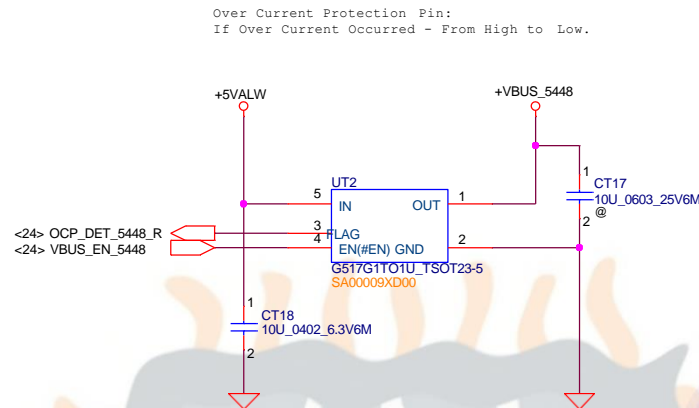 Over Current Protection Pin:
If Over Current Occurred - From High to Low.
+5VALW
+VBUS_5448
UT2
5
IN
OUT
1
1
CT17
10U_0603_25V6M
@
2
<24> OCP_DET_5448_R
3
FLAG
<24> VBUS_EN_5448
4
EN(#EN)
GND
2
G517G1TO1U_TSOT23-5
SA00009XD00
1
CT18
10U_0402_6.3V6M
2